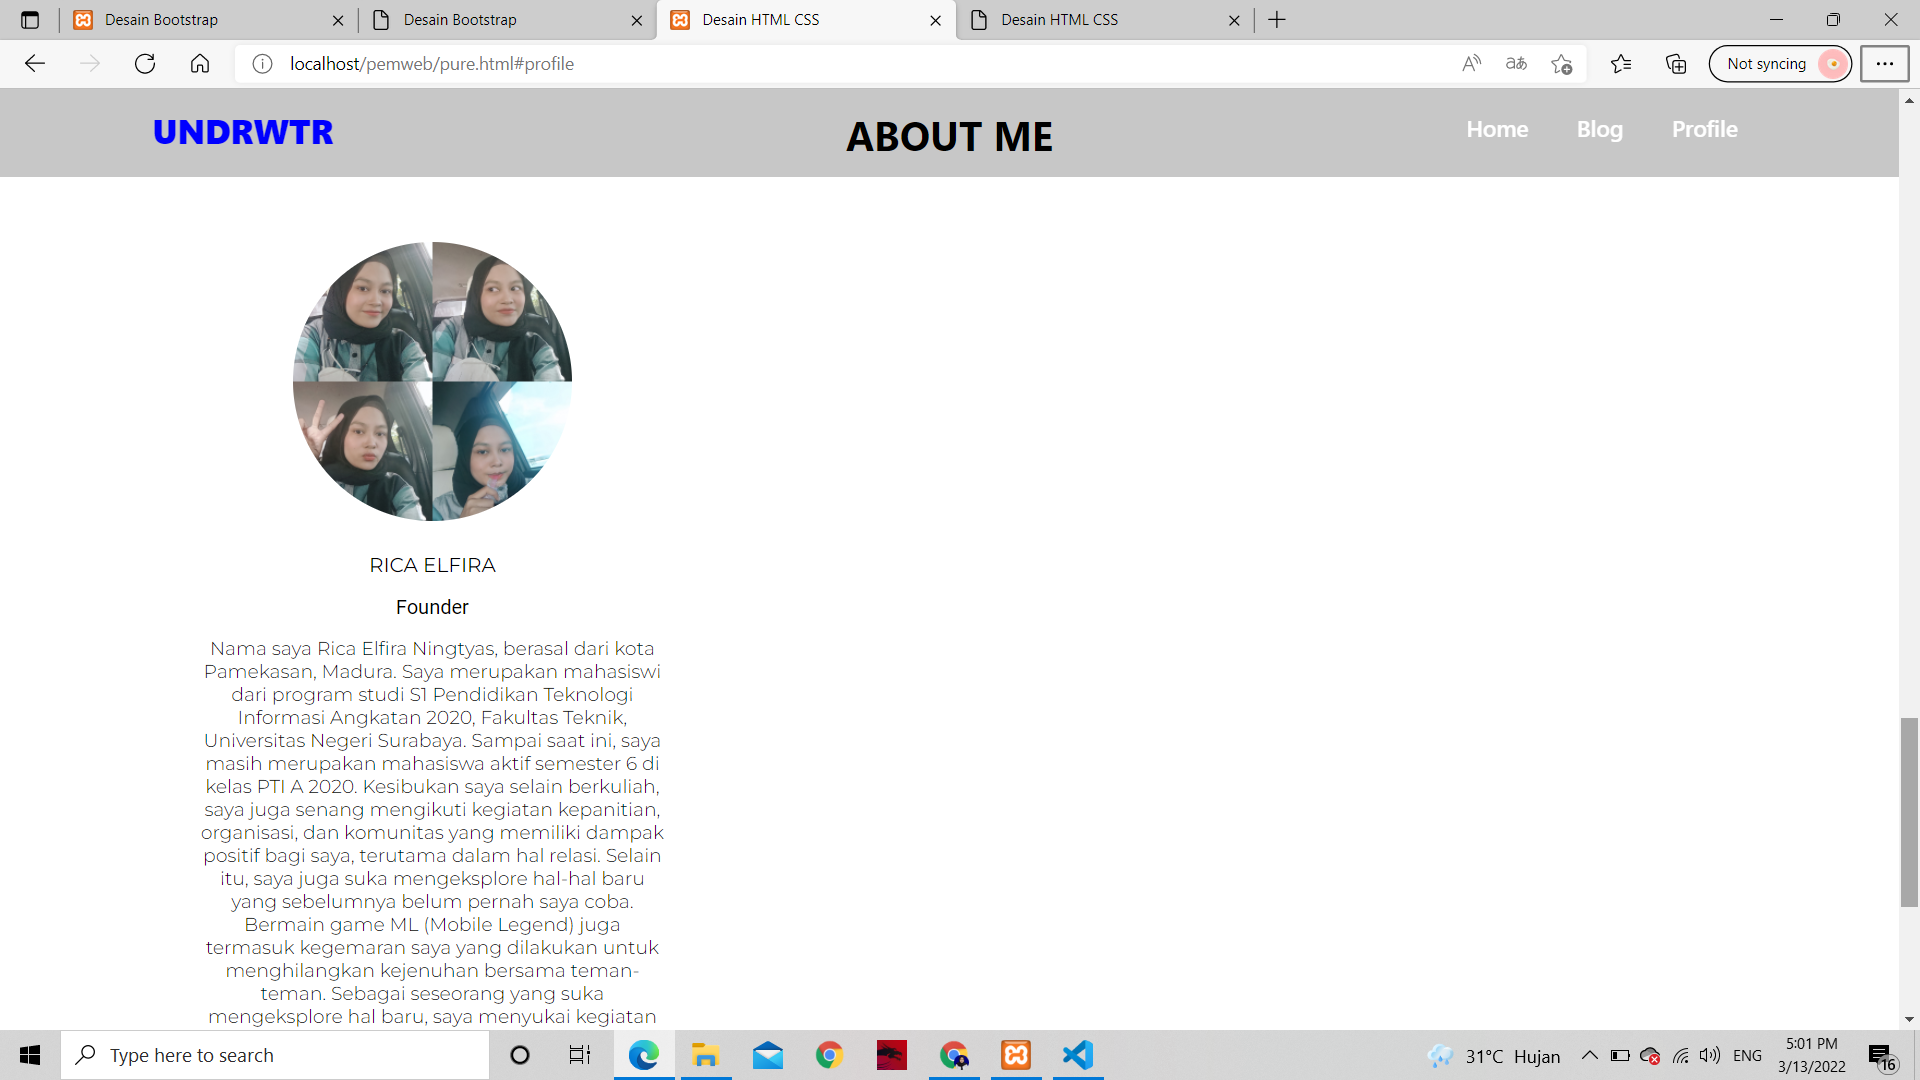 Desain Bootstrap
Desain Bootstrap
Desain HTML CSS
Desain HTML CSS
localhost/pemweb/pure.html#profile
Not syncing
UNDRWTR
ABOUT ME
Home
Blog
Profile
RICA ELFIRA
Founder
Nama saya Rica Elfira Ningtyas, berasal dari kota
Pamekasan, Madura. Saya merupakan mahasiswi
dari program studi S1 Pendidikan Teknologi
Informasi Angkatan 2020, Fakultas Teknik,
Universitas Negeri Surabaya. Sampai saat ini, saya
masih merupakan mahasiswa aktif semester 6 di
kelas PTI A 2020. Kesibukan saya selain berkuliah,
saya juga senang mengikuti kegiatan kepanitian,
organisasi, dan komunitas yang memiliki dampak
positif bagi saya, terutama dalam hal relasi. Selain
itu, saya juga suka mengeksplore hal-hal baru
yang sebelumnya belum pernah saya coba.
Bermain game ML (Mobile Legend) juga
termasuk kegemaran saya yang dilakukan untuk
menghilangkan kejenuhan bersama teman-
teman. Sebagai seseorang yang suka
mengeksplore hal baru, saya menyukai kegiatan
Type here to search
31°C Hujan
ENG
5:01 PM
3/13/2022
16